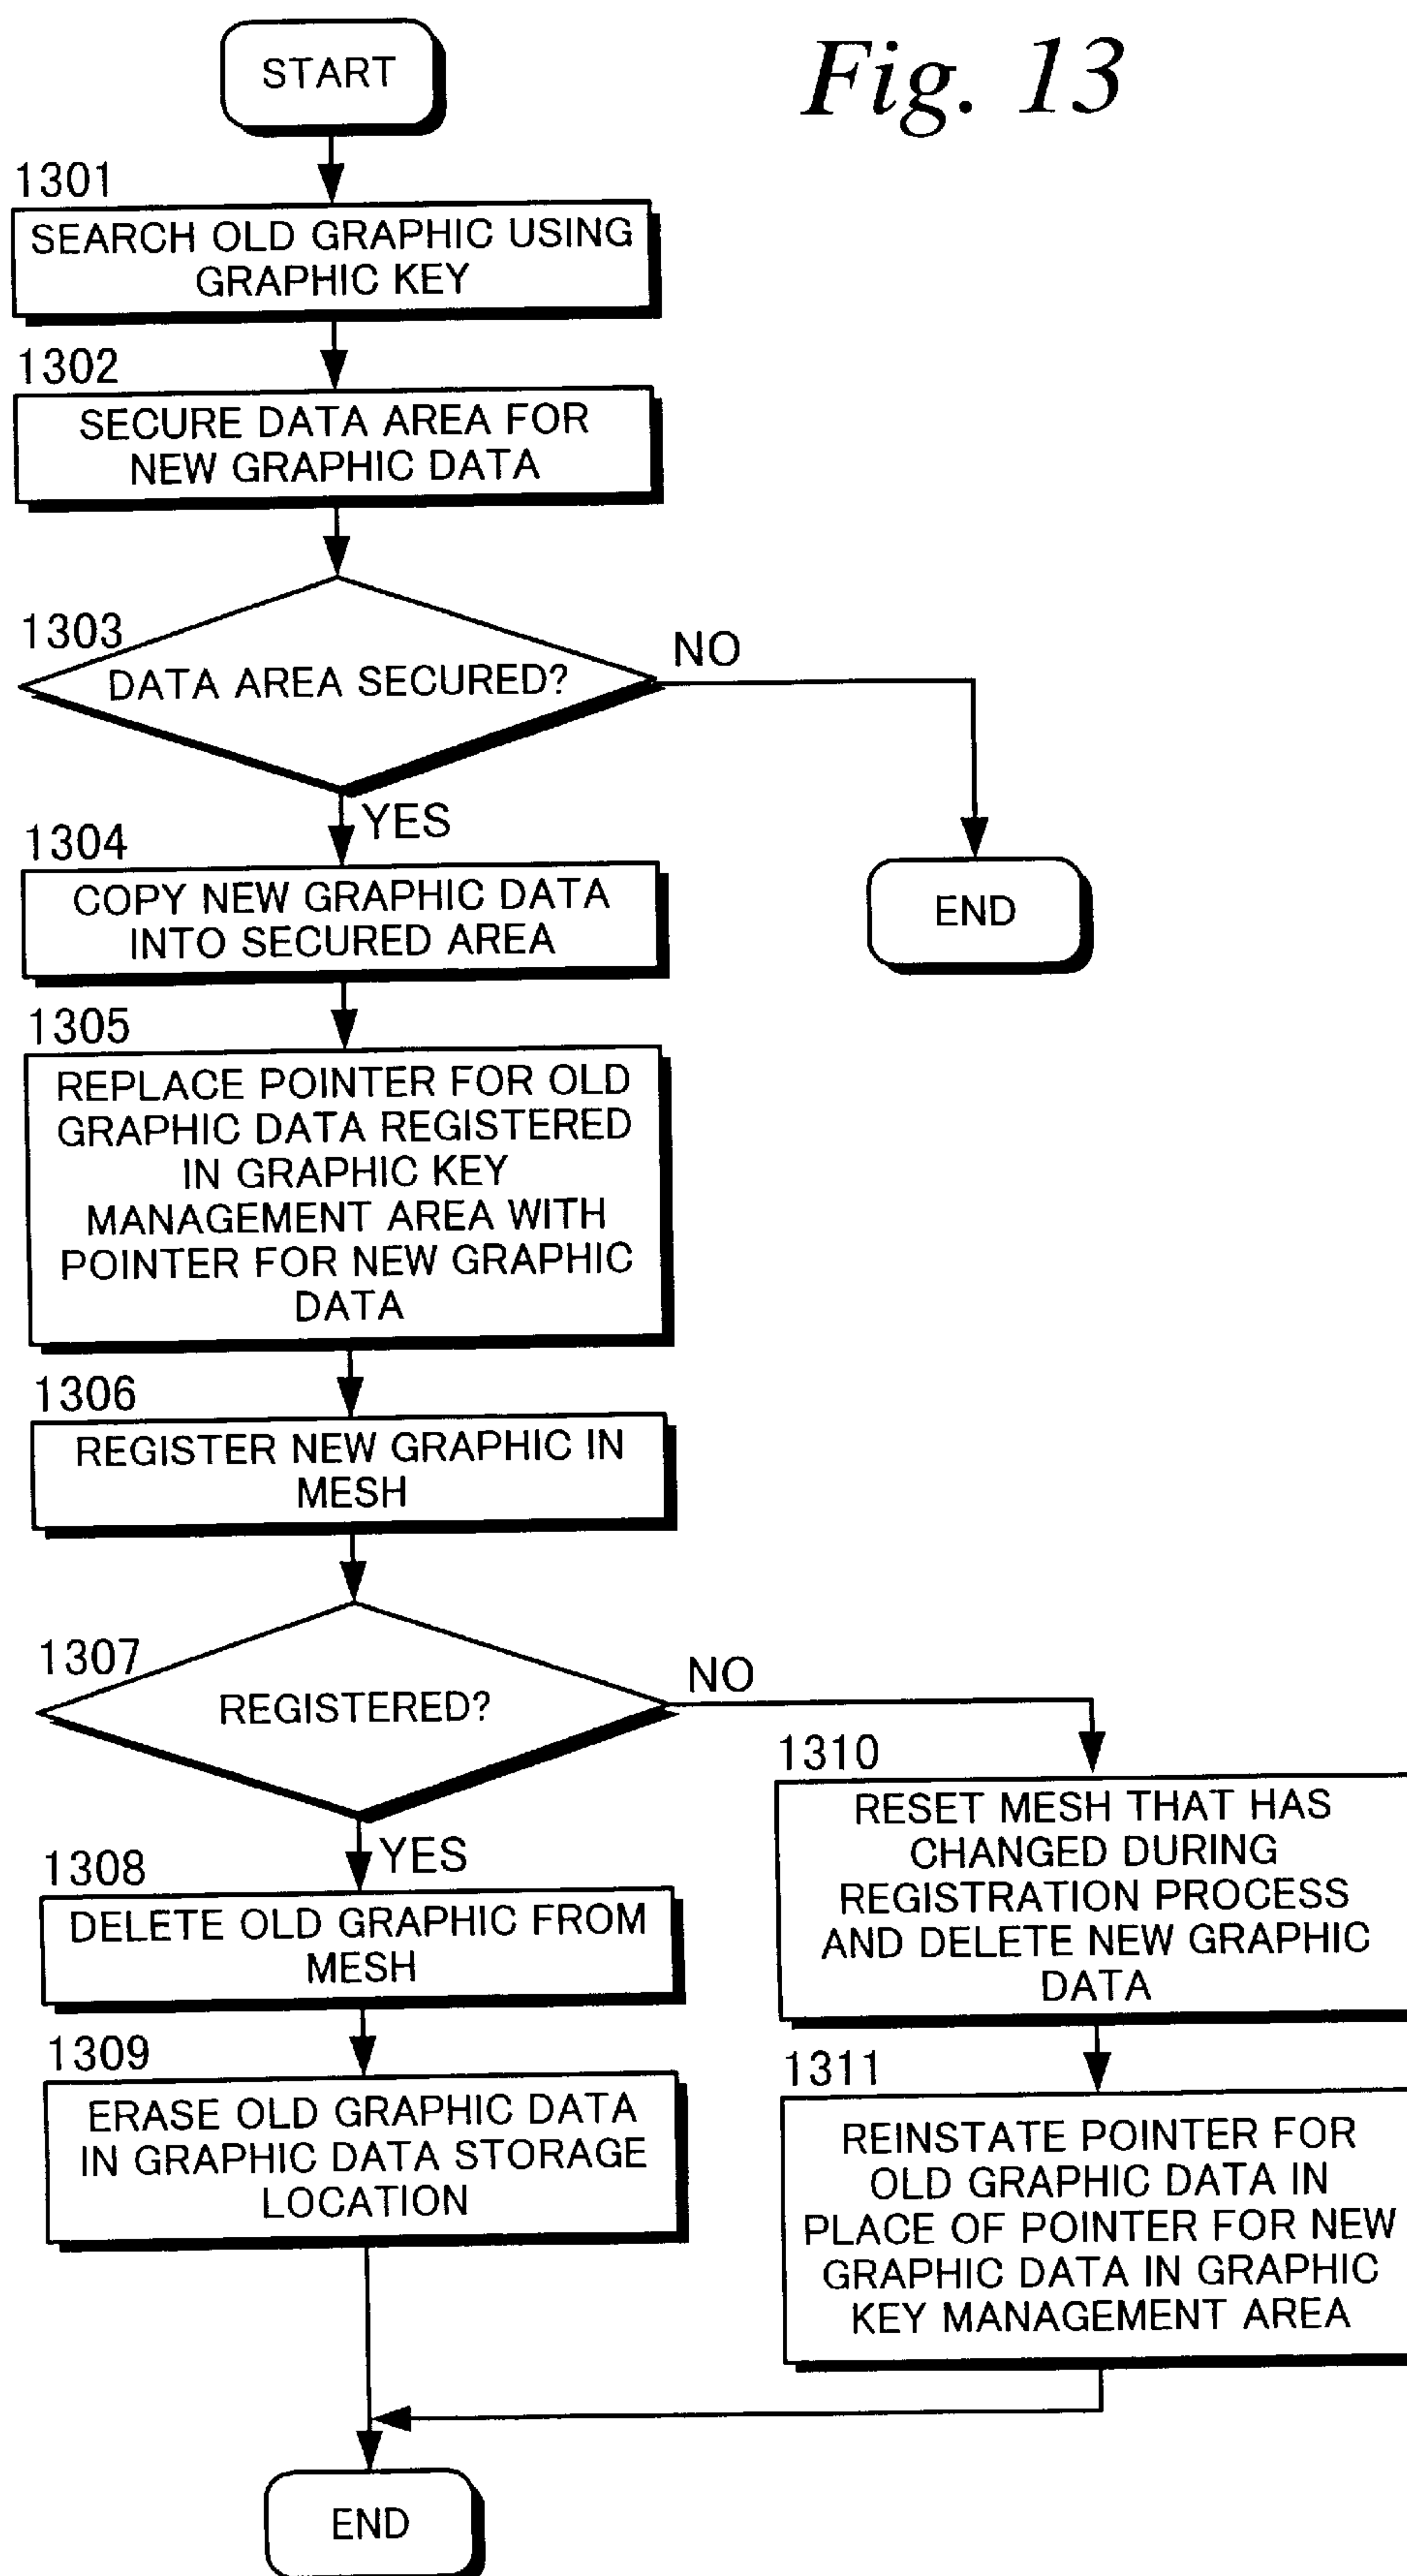 Fig. 13
START
1301
SEARCH OLD GRAPHIC USING
GRAPHIC KEY
1302
SECURE DATA AREA FOR
NEW GRAPHIC DATA
1303
DATA AREA SECURED?
NO
YES
END
1304
COPY NEW GRAPHIC DATA
INTO SECURED AREA
1305
REPLACE POINTER FOR OLD
GRAPHIC DATA REGISTERED
IN GRAPHIC KEY
MANAGEMENT AREA WITH
POINTER FOR NEW GRAPHIC
DATA
1306
REGISTER NEW GRAPHIC IN
MESH
1307
REGISTERED?
NO
YES
1308
DELETE OLD GRAPHIC FROM
MESH
1309
ERASE OLD GRAPHIC DATA
IN GRAPHIC DATA STORAGE
LOCATION
1310
RESET MESH THAT HAS
CHANGED DURING
REGISTRATION PROCESS
AND DELETE NEW GRAPHIC
DATA
1311
REINSTATE POINTER FOR
OLD GRAPHIC DATA IN
PLACE OF POINTER FOR NEW
GRAPHIC DATA IN GRAPHIC
KEY MANAGEMENT AREA
END